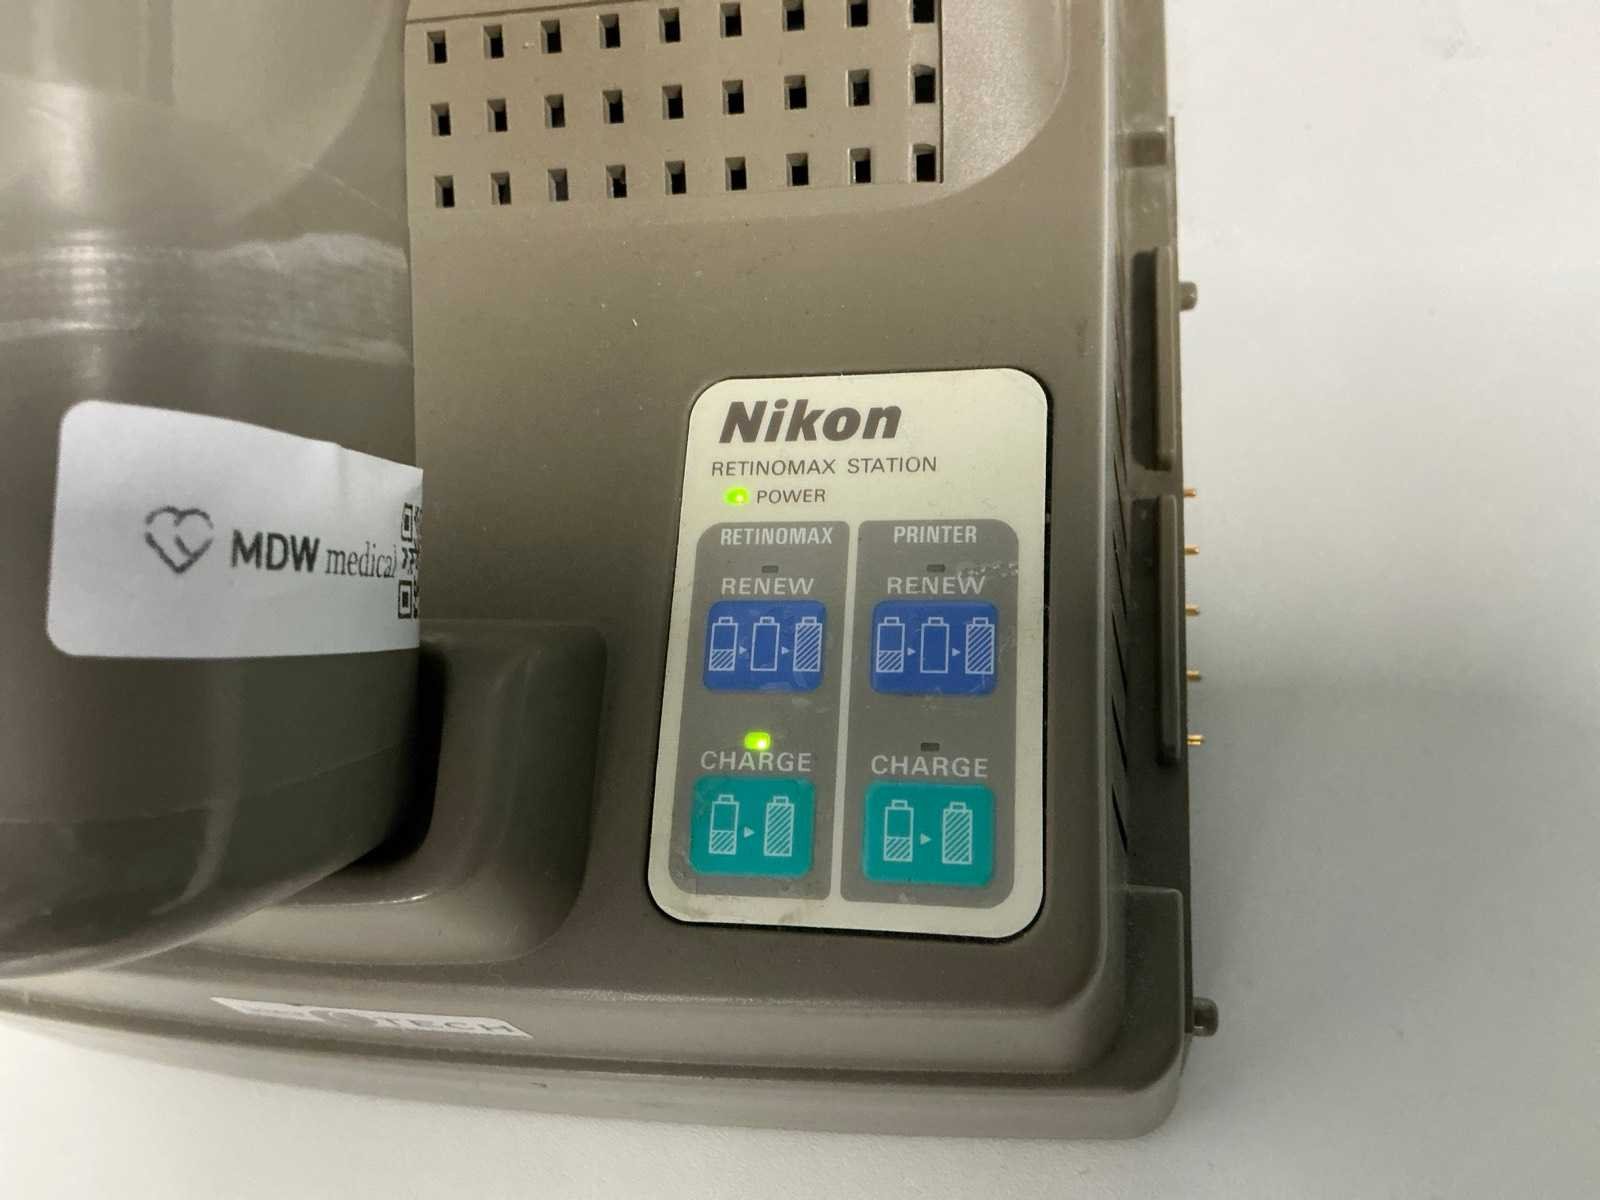 Nikon
RETINOMAX STATION
POWER
RETINOMAX
RENEW
CHARGE
PRINTER
RENEW
CHARGE
MDW medical
TECH